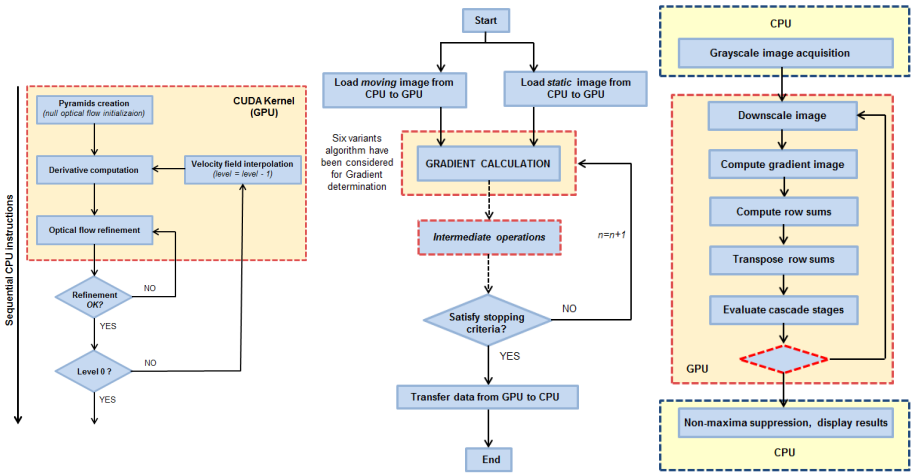 Sequential CPU instructions
CUDA Kernel
(GPU)
Pyramids creation
(null optical flow initializaion)
Derivative computation
Velocity field interpolation
(level = level - 1)
Optical flow refinement
Refinement
OK?
NO
YES
Level 0 ?
NO
YES
Start
Load moving image from
CPU to GPU
Load static image from
CPU to GPU
Six variants
algorithm have
been considered
for Gradient
determination
GRADIENT CALCULATION
Intermediate operations
n=n+1
Satisfy stopping
criteria?
NO
YES
Transfer data from GPU to CPU
End
CPU
Grayscale image acquisition
Downscale image
Compute gradient image
Compute row sums
Transpose row sums
Evaluate cascade stages
GPU
Non-maxima suppression, display results
CPU